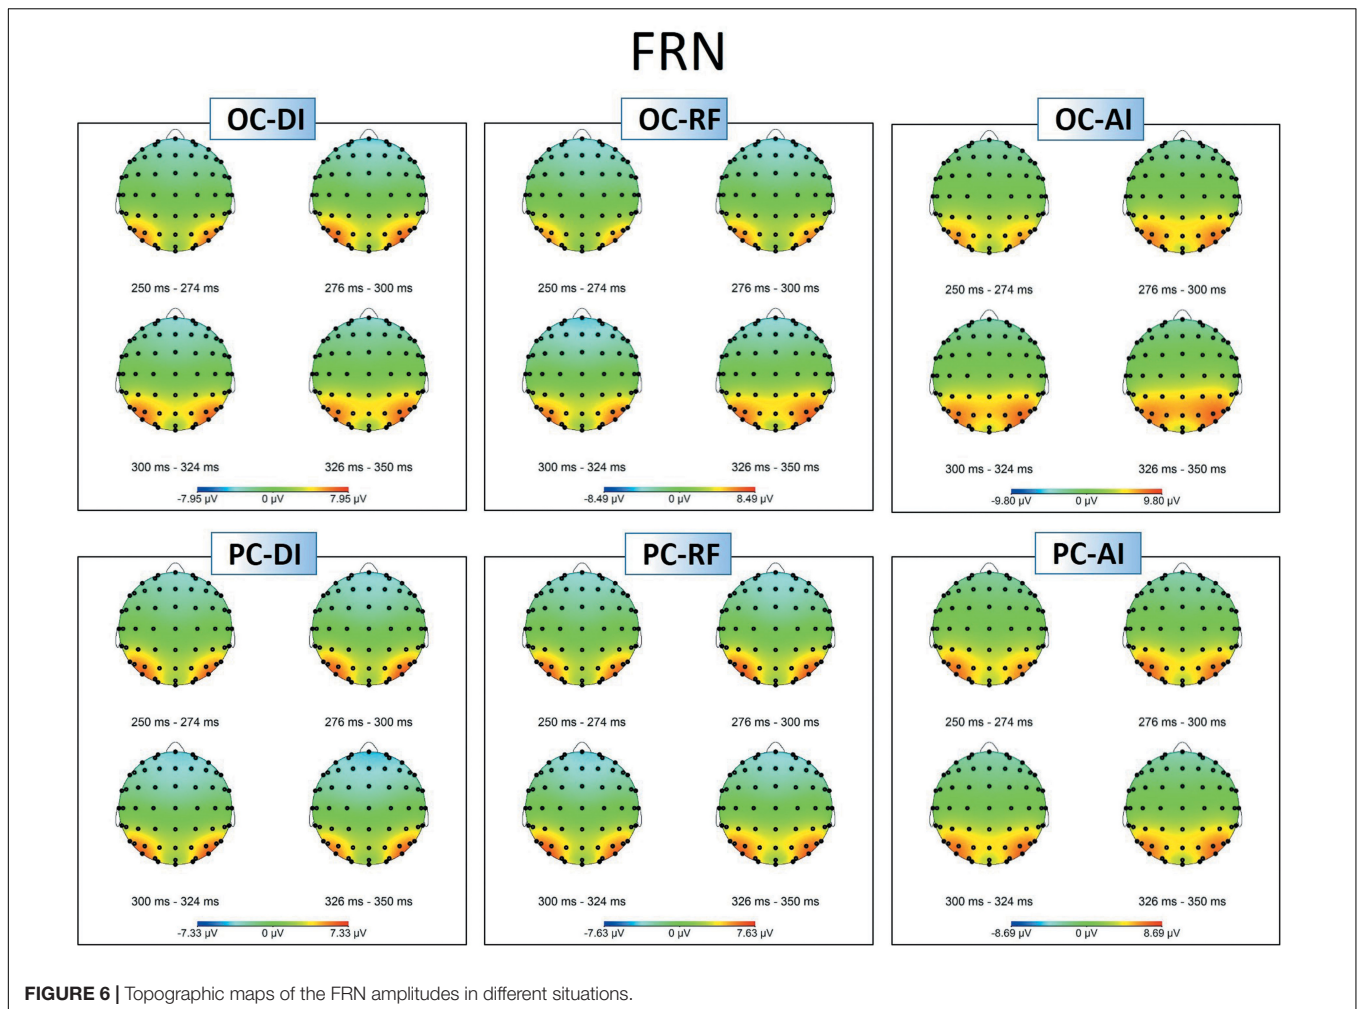 FRN
OC-DI
250 ms - 274 ms
276 ms - 300 ms
300 ms - 324 ms
326 ms - 350 ms
-7.95 μV
0 μV
7.95 μV
OC-RF
250 ms - 274 ms
276 ms - 300 ms
300 ms - 324 ms
326 ms - 350 ms
-8.49 μV
0 μV
8.49 μV
OC-AI
250 ms - 274 ms
276 ms - 300 ms
300 ms - 324 ms
326 ms - 350 ms
-9.80 μV
0 μV
9.80 μV
PC-DI
250 ms - 274 ms
276 ms - 300 ms
300 ms - 324 ms
326 ms - 350 ms
-7.33 μV
0 μV
7.33 μV
PC-RF
250 ms - 274 ms
276 ms - 300 ms
300 ms - 324 ms
326 ms - 350 ms
-7.63 μV
0 μV
7.63 μV
PC-AI
250 ms - 274 ms
276 ms - 300 ms
300 ms - 324 ms
326 ms - 350 ms
-8.69 μV
0 μV
8.69 μV
FIGURE 6 | Topographic maps of the FRN amplitudes in different situations.